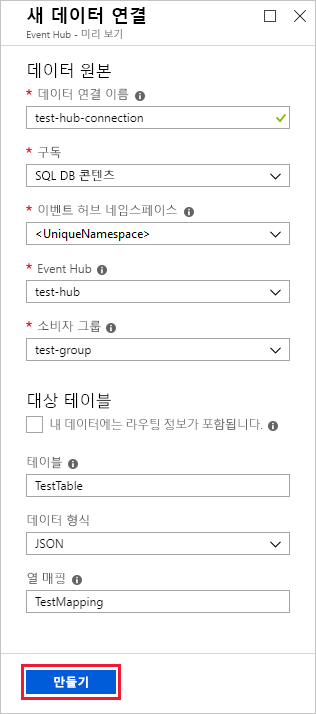 새 데이터 연결
Event Hub - 미리 보기
데이터 원본
* 데이터 연결 이름
test-hub-connection
* 구독
SQL DB 콘텐츠
* 이벤트 허브 네임스페이스
<UniqueNamespace>
* Event Hub
test-hub
* 소비자 그룹
test-group
대상 테이블
내 데이터에는 라우팅 정보가 포함됩니다.
테이블
TestTable
데이터 형식
JSON
열 매핑
TestMapping
만들기